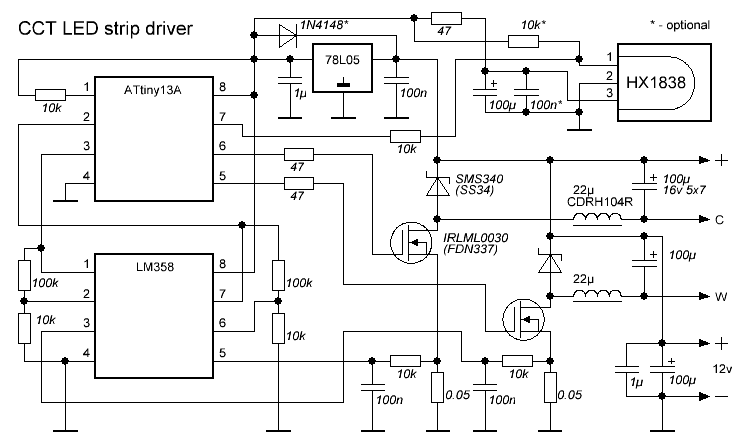 CCT LED strip driver
1N4148*
47
10k*
* - optional
78L05
1µ
100n
+
100µ
100n*
1
2
3
HX1838
10k
ATtiny13A
1
2
3
4
8
7
6
5
10k
47
47
SMS340
(SS34)
22µ
CDRH104R
+
100µ
16v 5x7
+
C
IRLML0030
(FDN337)
LM358
1
2
3
4
8
7
6
5
100k
10k
100k
10k
22µ
+
100µ
W
10k
100n
0.05
10k
100n
0.05
1µ
+
100µ
+
12v
−